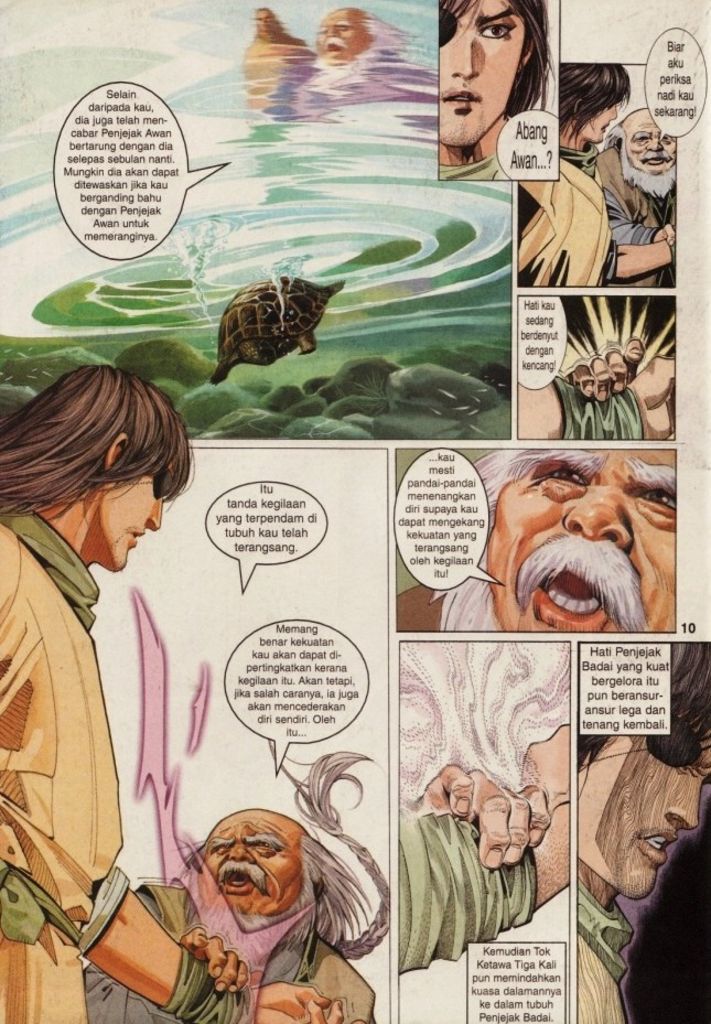 Selain
daripada kau,
dia juga telah men-
cabar Penjejak Awan
bertarung dengan dia
selepas sebulan nanti.
Mungkin dia akan dapat
ditewaskan jika kau
berganding bahu
dengan Penjejak
Awan untuk
memeranginya.
Abang
Awan...?
Biar
aku
periksa
nadi kau
sekarang!
Hati kau
sedang
berdenyut
dengan
kencang!
Itu
tanda kegilaan
yang terpendam di
tubuh kau telah
terangsang.
Memang
benar kekuatan
kau akan dapat di-
pertingkatkan kerana
kegilaan itu. Akan tetapi,
jika salah caranya, ia juga
akan mencederakan
diri sendiri. Oleh
itu...
...kau
mesti
pandai-pandai
menenangkan
diri supaya kau
dapat mengekang
kekuatan yang
terangsang
oleh kegilaan
itu!
10
Kemudian Tok
Ketawa Tiga Kali
pun memindahkan
kuasa dalamannya
ke dalam tubuh
Penjejak Badai.
Hati Penjejak
Badai yang kuat
bergelora itu
pun beransur-
ansur lega dan
tenang kembali.